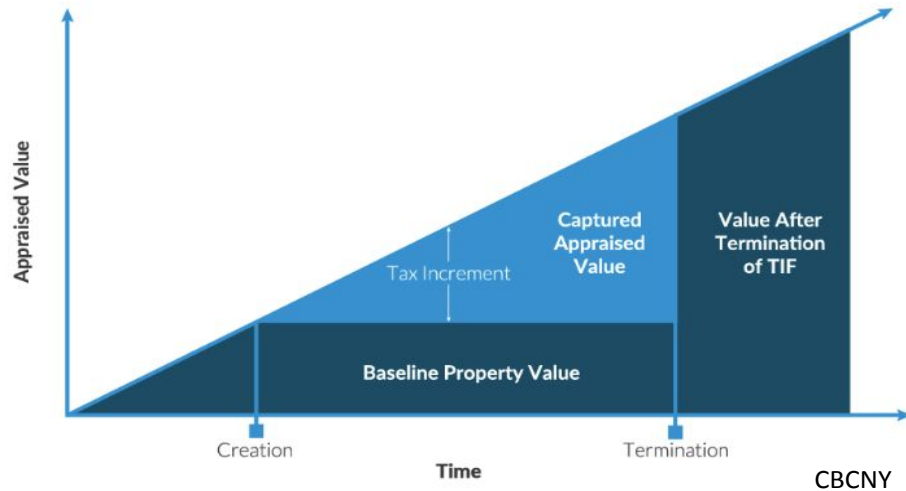 Appraised Value
Captured
Appraised
Value
Value After
Termination
of TIF
Tax Increment
Baseline Property Value
Creation
Termination
Time
CBCNY